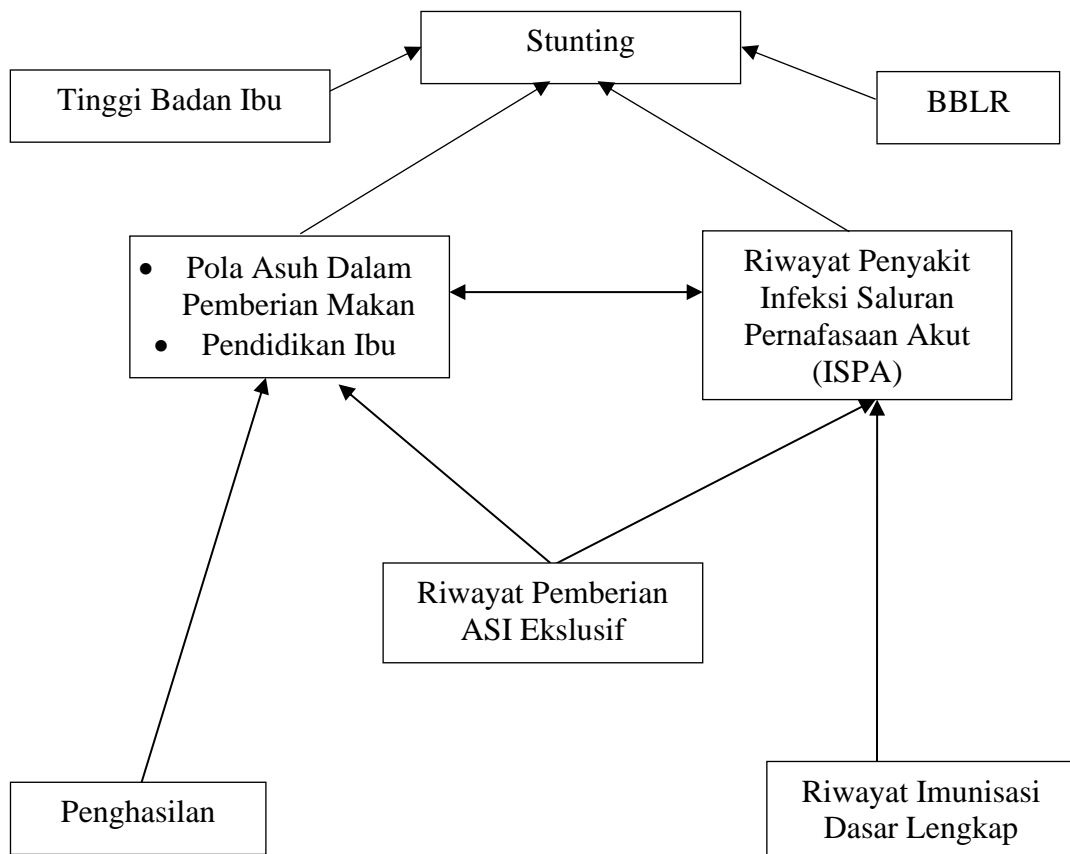 Stunting
Tinggi Badan Ibu
BBLR
• Pola Asuh Dalam
Pemberian Makan
• Pendidikan Ibu
Riwayat Penyakit
Infeksi Saluran
Pernafasaan Akut
(ISPA)
Riwayat Pemberian
ASI Ekslusif
Penghasilan
Riwayat Imunisasi
Dasar Lengkap